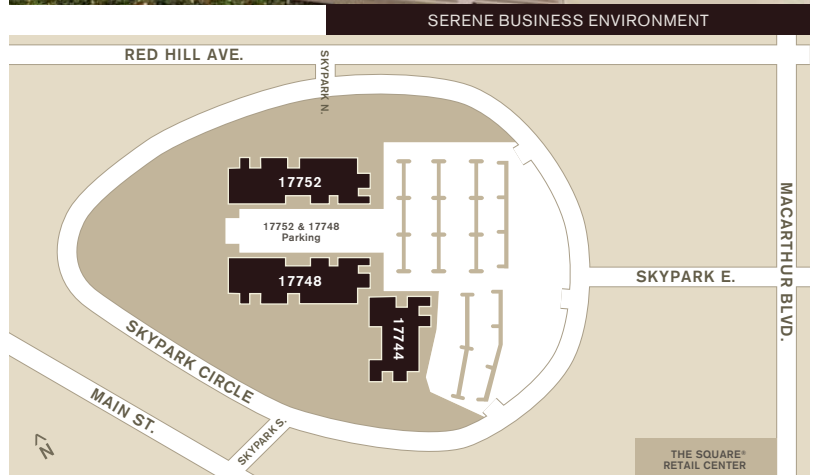 SERENE BUSINESS ENVIRONMENT
RED HILL AVE.
SKYPARK N.
17752
17752 & 17748
Parking
17748
17744
SKYPARK E.
MACARTHUR BLVD.
SKYPARK CIRCLE
MAIN ST.
SKYPARK S.
N
THE SQUARE®
RETAIL CENTER